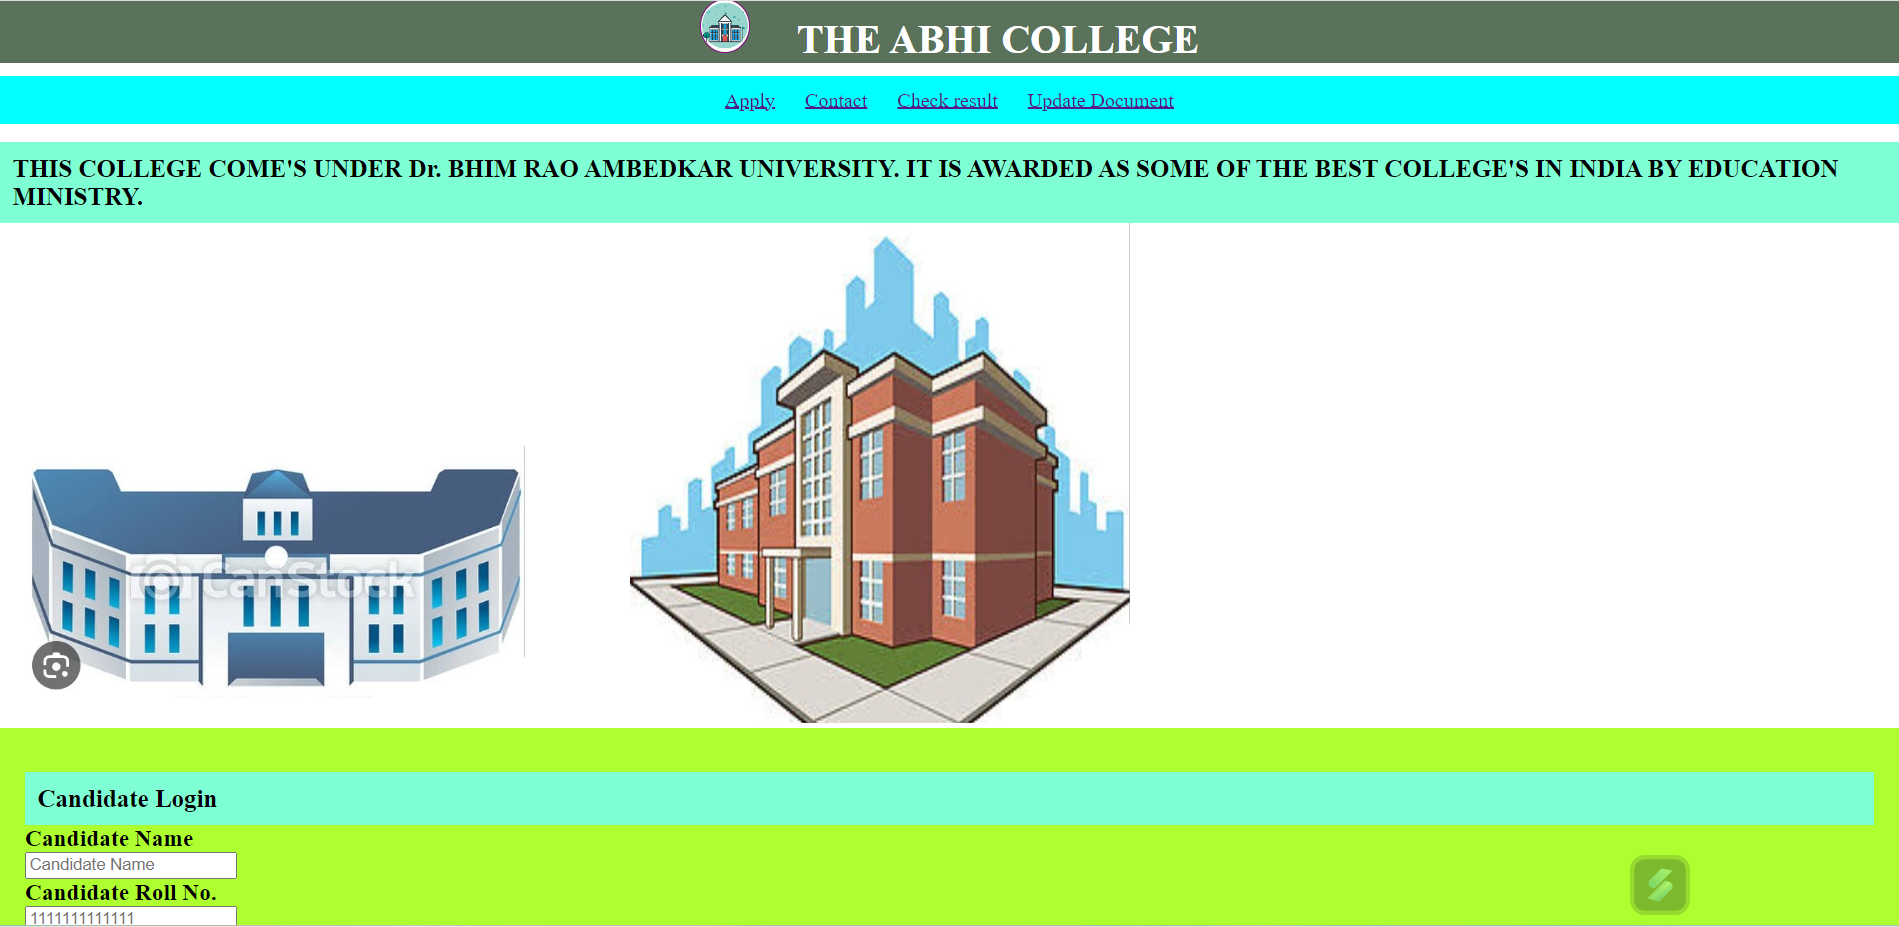 THE ABHI COLLEGE
Apply Contact Check result Update Document
THIS COLLEGE COME'S UNDER Dr. BHIM RAO AMBEDKAR UNIVERSITY. IT IS AWARDED AS SOME OF THE BEST COLLEGE'S IN INDIA BY EDUCATION
MINISTRY.
CanStock
Candidate Login
Candidate Name
Candidate Name
Candidate Roll No.
1111111111111